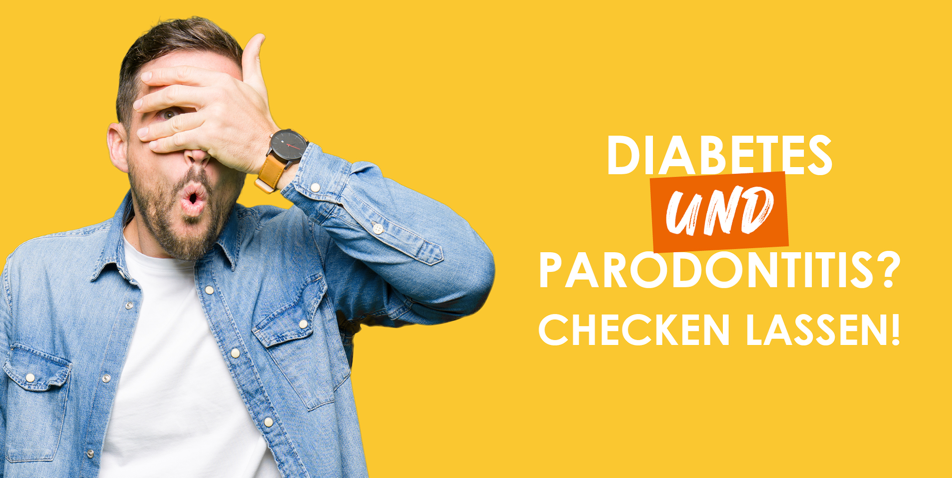 DIABETES
UND
PARODONTITIS?
CHECKEN LASSEN!